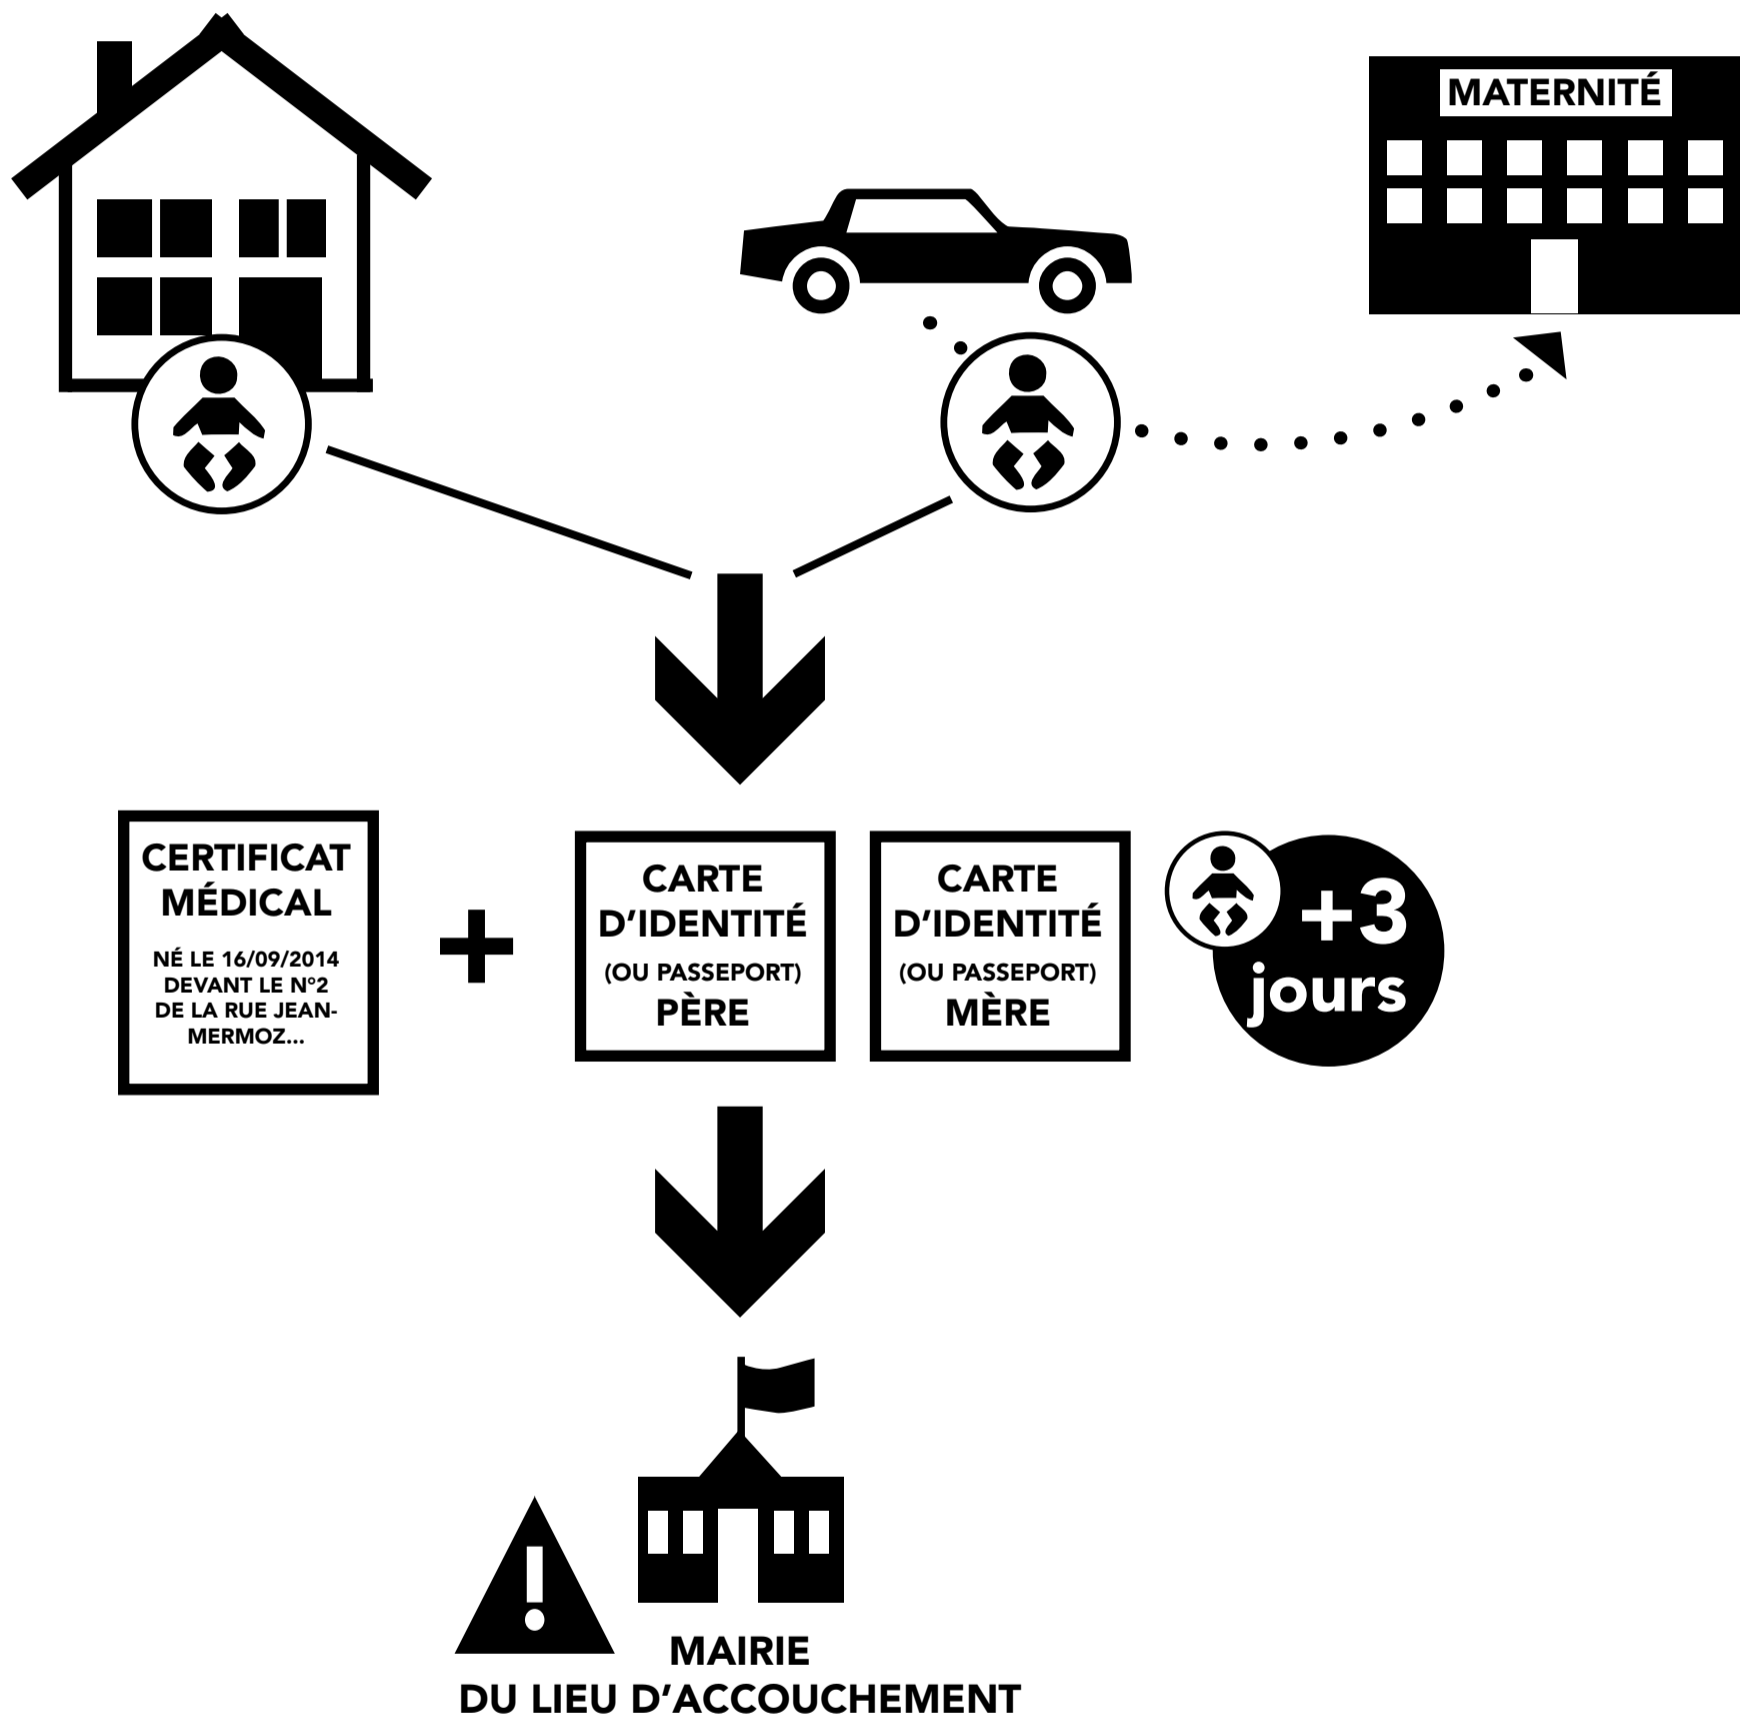 MATERNITÉ
CERTIFICAT
MÉDICAL
NÉ LE 16/09/2014
DEVANT LE N°2
DE LA RUE JEAN-
MERMOZ...
+
CARTE
D'IDENTITÉ
(OU PASSEPORT)
PÈRE
CARTE
D'IDENTITÉ
(OU PASSEPORT)
MÈRE
+3
jours
!
MAIRIE
DU LIEU D'ACCOUCHEMENT